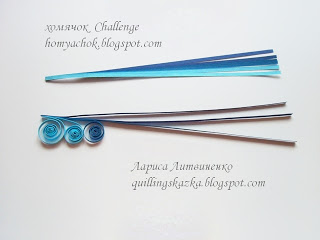 хомячок Challenge
homyachok.blogspot.com
Лариса Литвиненко
quillingskazka.blogspot.com